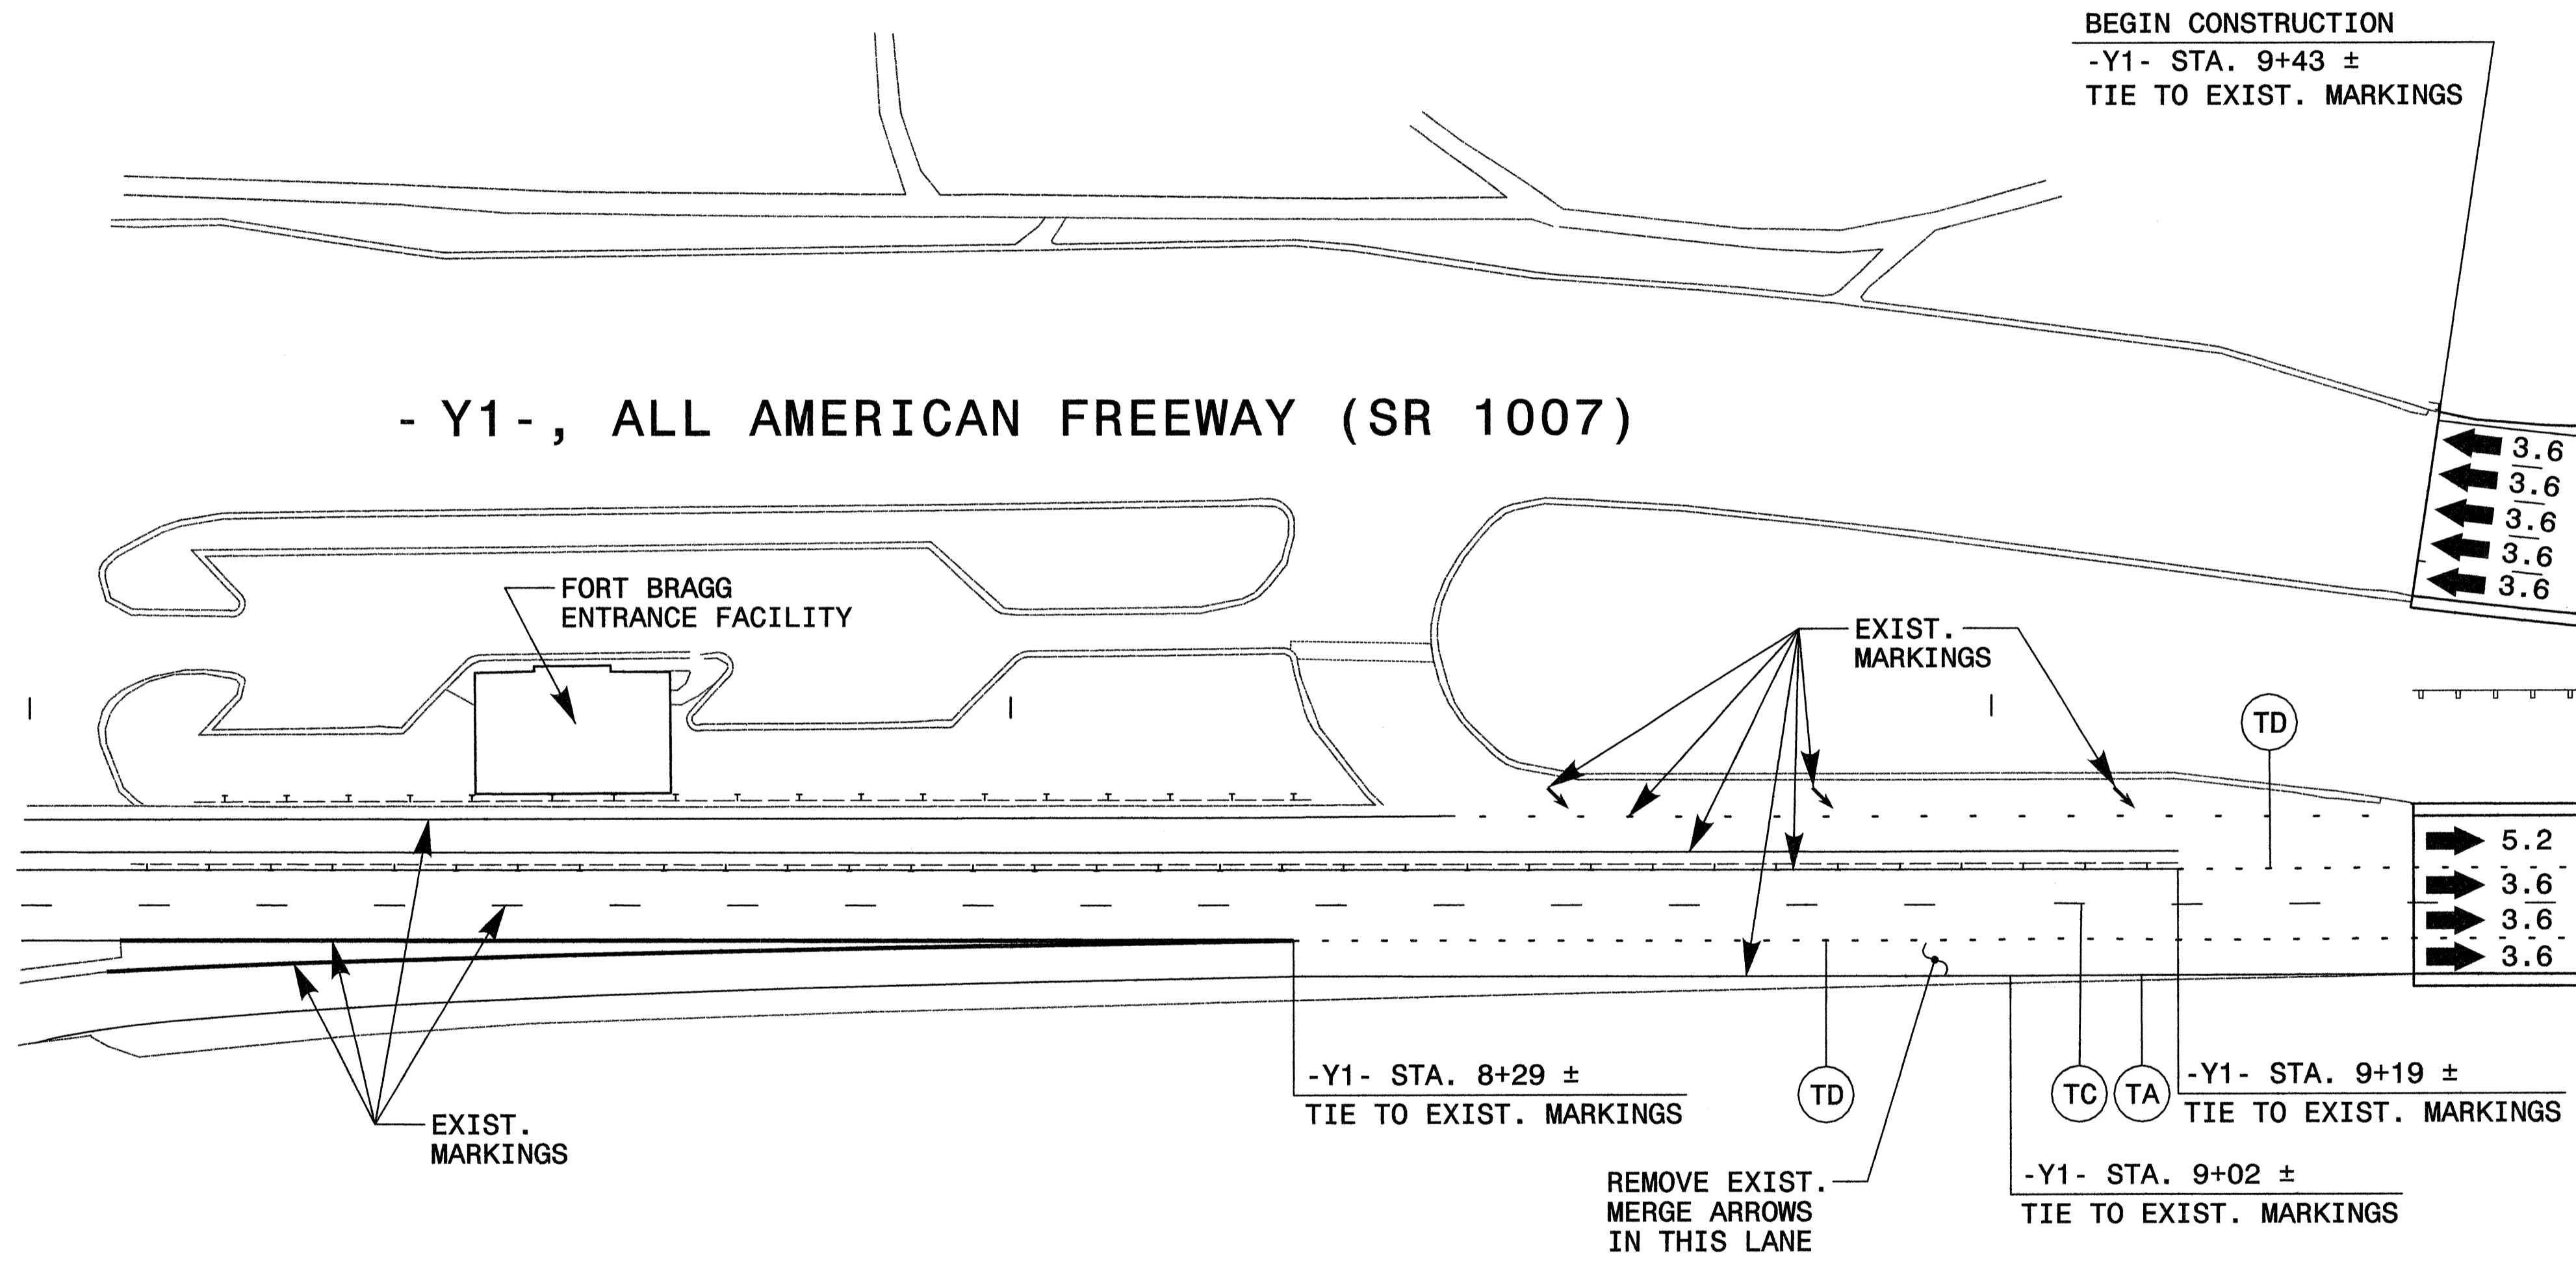 BEGIN CONSTRUCTION
-Y1- STA. 9+43 ±
TIE TO EXIST. MARKINGS
-Y1-, ALL AMERICAN FREEWAY (SR 1007)
3.6
3.6
3.6
3.6
3.6
FORT BRAGG
ENTRANCE FACILITY
EXIST.
MARKINGS
TD
5.2
3.6
3.6
3.6
-Y1- STA. 8+29 ±
TIE TO EXIST. MARKINGS
TD
TC
TA
-Y1- STA. 9+19 ±
TIE TO EXIST. MARKINGS
EXIST.
MARKINGS
REMOVE EXIST.
MERGE ARROWS
IN THIS LANE
-Y1- STA. 9+02 ±
TIE TO EXIST. MARKINGS